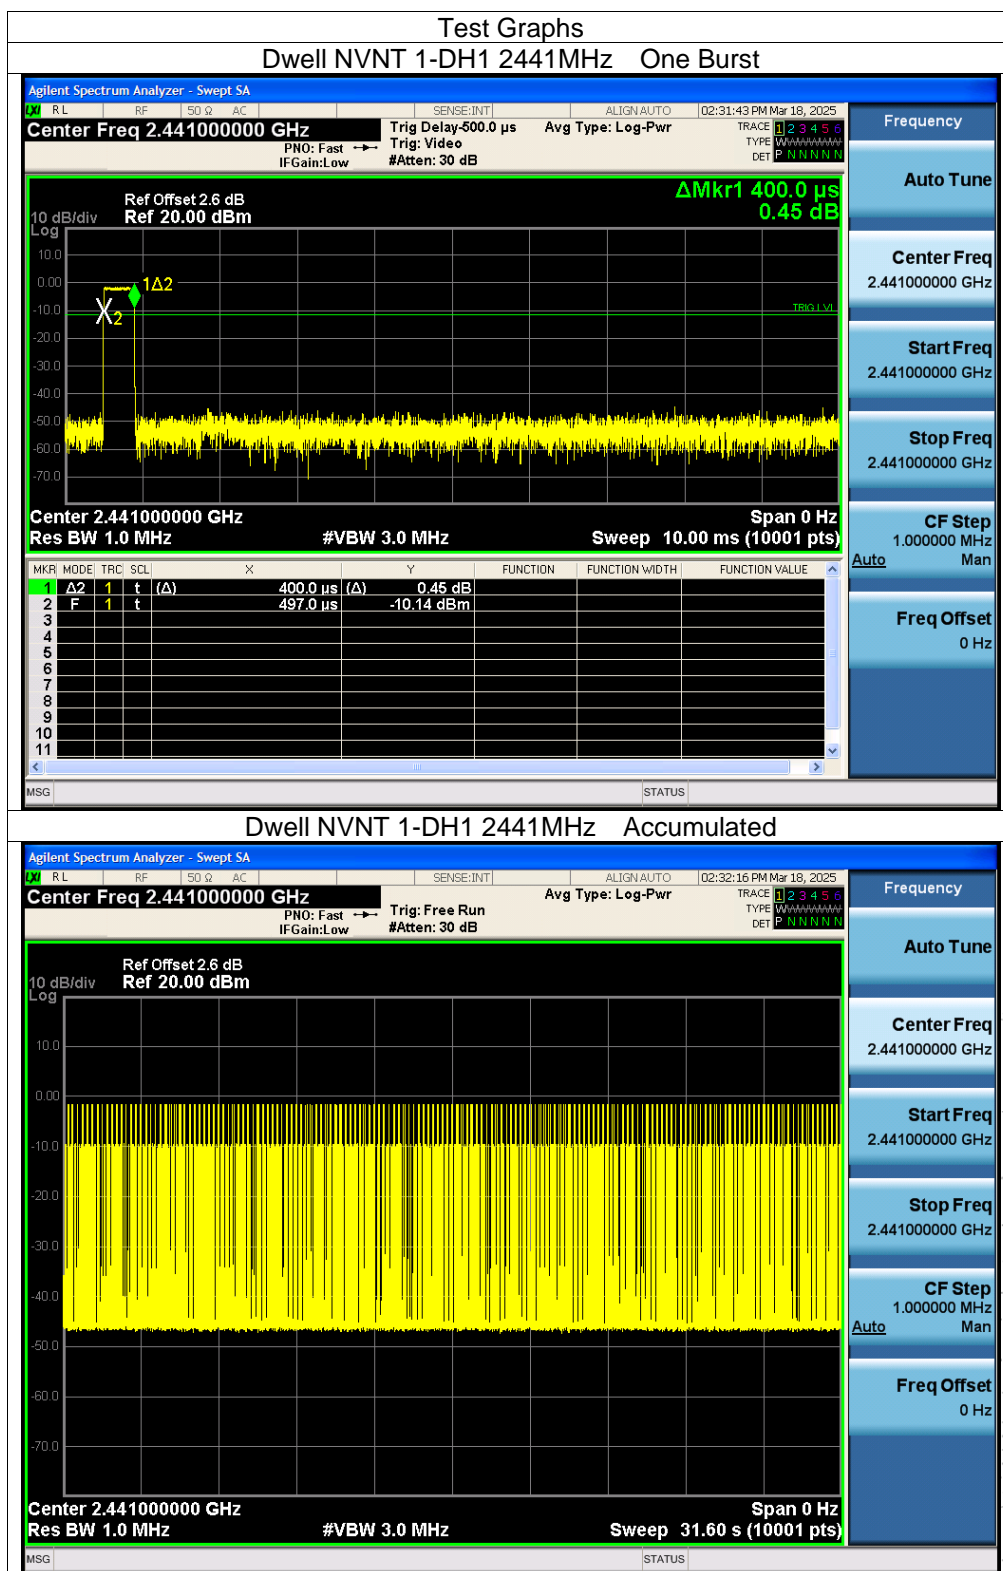 Test Graphs
Dwell NVNT 1-DH1 2441MHz One Burst
Agilent Spectrum Analyzer - Swept SA
LXI RL RF 50 Ω AC SENSE:INT ALIGN AUTO 02:31:43 PM Mar 18, 2025
Center Freq 2.441000000 GHz
PNO: Fast
IFGain:Low
Trig Delay-500.0 µs
Trig: Video
#Atten: 30 dB
Avg Type: Log-Pwr
TRACE 1 2 3 4 5 6
TYPE WWWWWW
DET P N N N N N
ΔMkr1 400.0 µs
0.45 dB
Ref Offset 2.6 dB
10 dB/div Ref 20.00 dBm
Log
10.0
0.00
-10.0
-20.0
-30.0
-40.0
-50.0
-60.0
-70.0
1Δ2
2
TRIG LVL
Center 2.441000000 GHz Span 0 Hz
Res BW 1.0 MHz #VBW 3.0 MHz Sweep 10.00 ms (10001 pts)
MKR MODE TRC SCL X Y FUNCTION FUNCTION WIDTH FUNCTION VALUE
1 Δ2 1 t (Δ) 400.0 µs (Δ) 0.45 dB
2 F 1 t 497.0 µs -10.14 dBm
3
4
5
6
7
8
9
10
11
MSG STATUS
Frequency
Auto Tune
Center Freq
2.441000000 GHz
Start Freq
2.441000000 GHz
Stop Freq
2.441000000 GHz
CF Step
1.000000 MHz
Auto Man
Freq Offset
0 Hz
Dwell NVNT 1-DH1 2441MHz Accumulated
Agilent Spectrum Analyzer - Swept SA
LXI RL RF 50 Ω AC SENSE:INT ALIGN AUTO 02:32:16 PM Mar 18, 2025
Center Freq 2.441000000 GHz
PNO: Fast
IFGain:Low
Trig: Free Run
#Atten: 30 dB
Avg Type: Log-Pwr
TRACE 1 2 3 4 5 6
TYPE WWWWWW
DET P N N N N N
Ref Offset 2.6 dB
10 dB/div Ref 20.00 dBm
Log
10.0
0.00
-10.0
-20.0
-30.0
-40.0
-50.0
-60.0
-70.0
Center 2.441000000 GHz Span 0 Hz
Res BW 1.0 MHz #VBW 3.0 MHz Sweep 31.60 s (10001 pts)
MSG STATUS
Frequency
Auto Tune
Center Freq
2.441000000 GHz
Start Freq
2.441000000 GHz
Stop Freq
2.441000000 GHz
CF Step
1.000000 MHz
Auto Man
Freq Offset
0 Hz